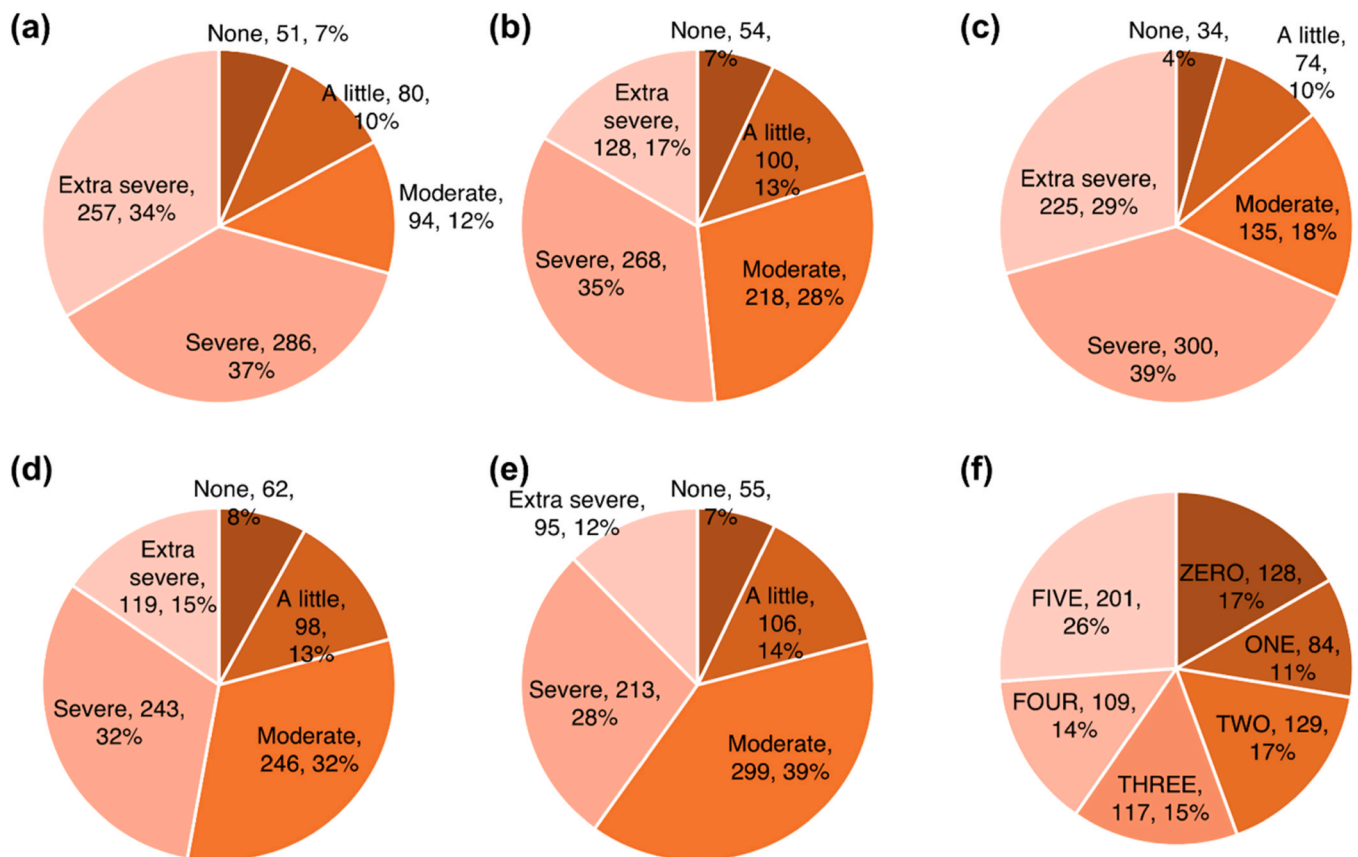 (a)
None, 51, 7%
A little, 80,
10%
Moderate,
94, 12%
Severe, 286,
37%
Extra severe,
257, 34%
(b)
None, 54,
7%
A little,
100,
13%
Moderate,
218, 28%
Severe, 268,
35%
Extra
severe,
128, 17%
(c)
None, 34,
4%
A little,
74,
10%
Moderate,
135, 18%
Severe, 300,
39%
Extra severe,
225, 29%
(d)
None, 62,
8%
A little,
98,
13%
Moderate,
246, 32%
Severe, 243,
32%
Extra
severe,
119, 15%
(e)
None, 55,
7%
A little,
106,
14%
Moderate,
299, 39%
Severe, 213,
28%
Extra severe,
95, 12%
(f)
ZERO, 128,
17%
ONE, 84,
11%
TWO, 129,
17%
THREE,
117, 15%
FOUR, 109,
14%
FIVE, 201,
26%